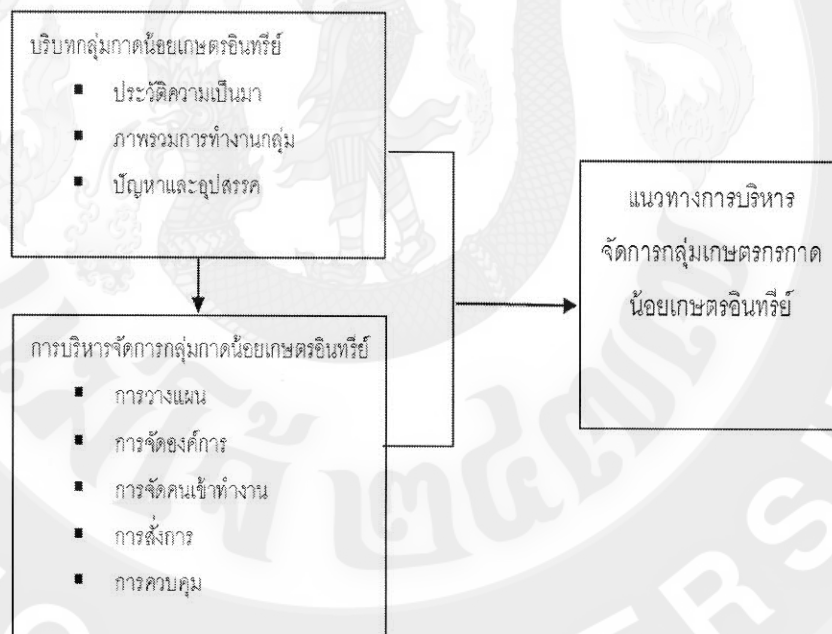 บริบทกลุ่มกาดน้อยเกษตรอินทรีย์
▪ ประวัติความเป็นมา
▪ ภาพรวมการทำงานกลุ่ม
▪ ปัญหาและอุปสรรค
การบริหารจัดการกลุ่มกาดน้อยเกษตรอินทรีย์
▪ การวางแผน
▪ การจัดองค์การ
▪ การจัดคนเข้าทำงาน
▪ การสั่งการ
▪ การควบคุม
แนวทางการบริหาร
จัดการกลุ่มเกษตรกรกาด
น้อยเกษตรอินทรีย์